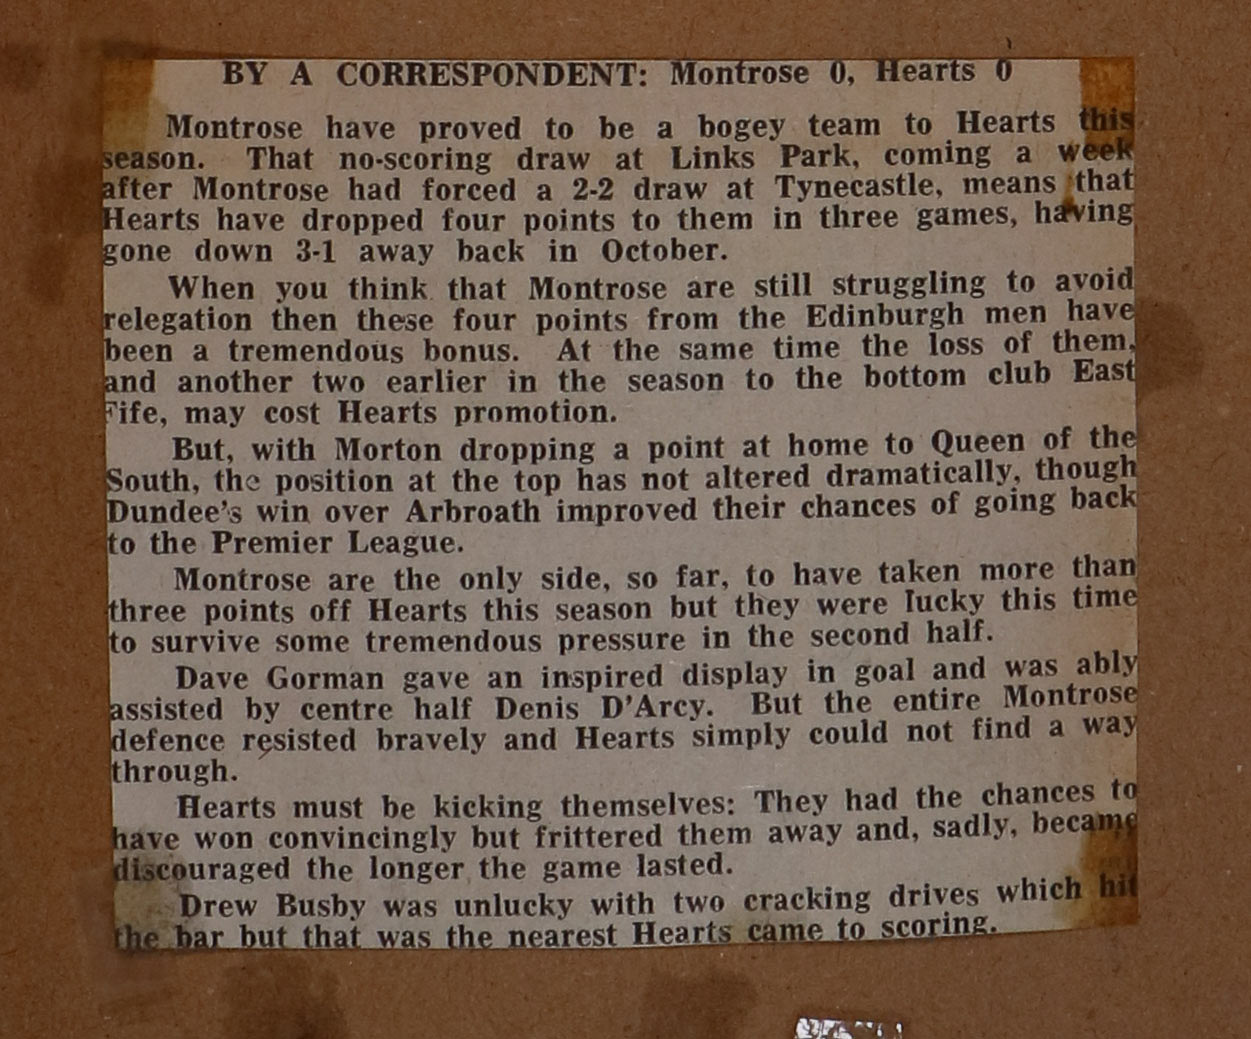 BY A CORRESPONDENT: Montrose 0, Hearts 0
Montrose have proved to be a bogey team to Hearts this
season. That no-scoring draw at Links Park, coming a week
after Montrose had forced a 2-2 draw at Tynecastle, means that
Hearts have dropped four points to them in three games, having
gone down 3-1 away back in October.
When you think that Montrose are still struggling to avoid
relegation then these four points from the Edinburgh men have
been a tremendous bonus. At the same time the loss of them,
and another two earlier in the season to the bottom club East
Fife, may cost Hearts promotion.
But, with Morton dropping a point at home to Queen of the
South, the position at the top has not altered dramatically, though
Dundee's win over Arbroath improved their chances of going back
to the Premier League.
Montrose are the only side, so far, to have taken more than
three points off Hearts this season but they were lucky this time
to survive some tremendous pressure in the second half.
Dave Gorman gave an inspired display in goal and was ably
assisted by centre half Denis D'Arcy. But the entire Montrose
defence resisted bravely and Hearts simply could not find a way
through.
Hearts must be kicking themselves: They had the chances to
have won convincingly but frittered them away and, sadly, became
discouraged the longer the game lasted.
Drew Busby was unlucky with two cracking drives which hit
the bar but that was the nearest Hearts came to scoring.